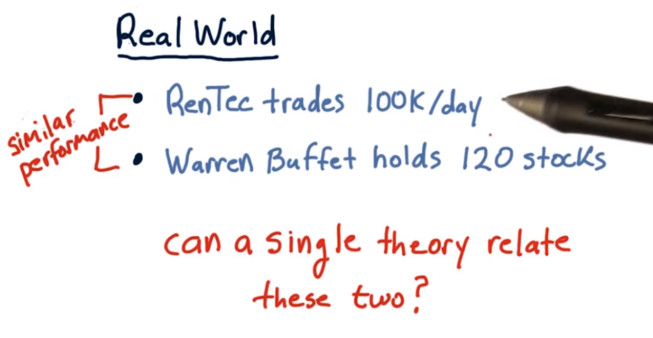 Real World
• RenTec trades 100K/day
similar performance
• Warren Buffet holds 120 stocks
can a single theory relate
these two?